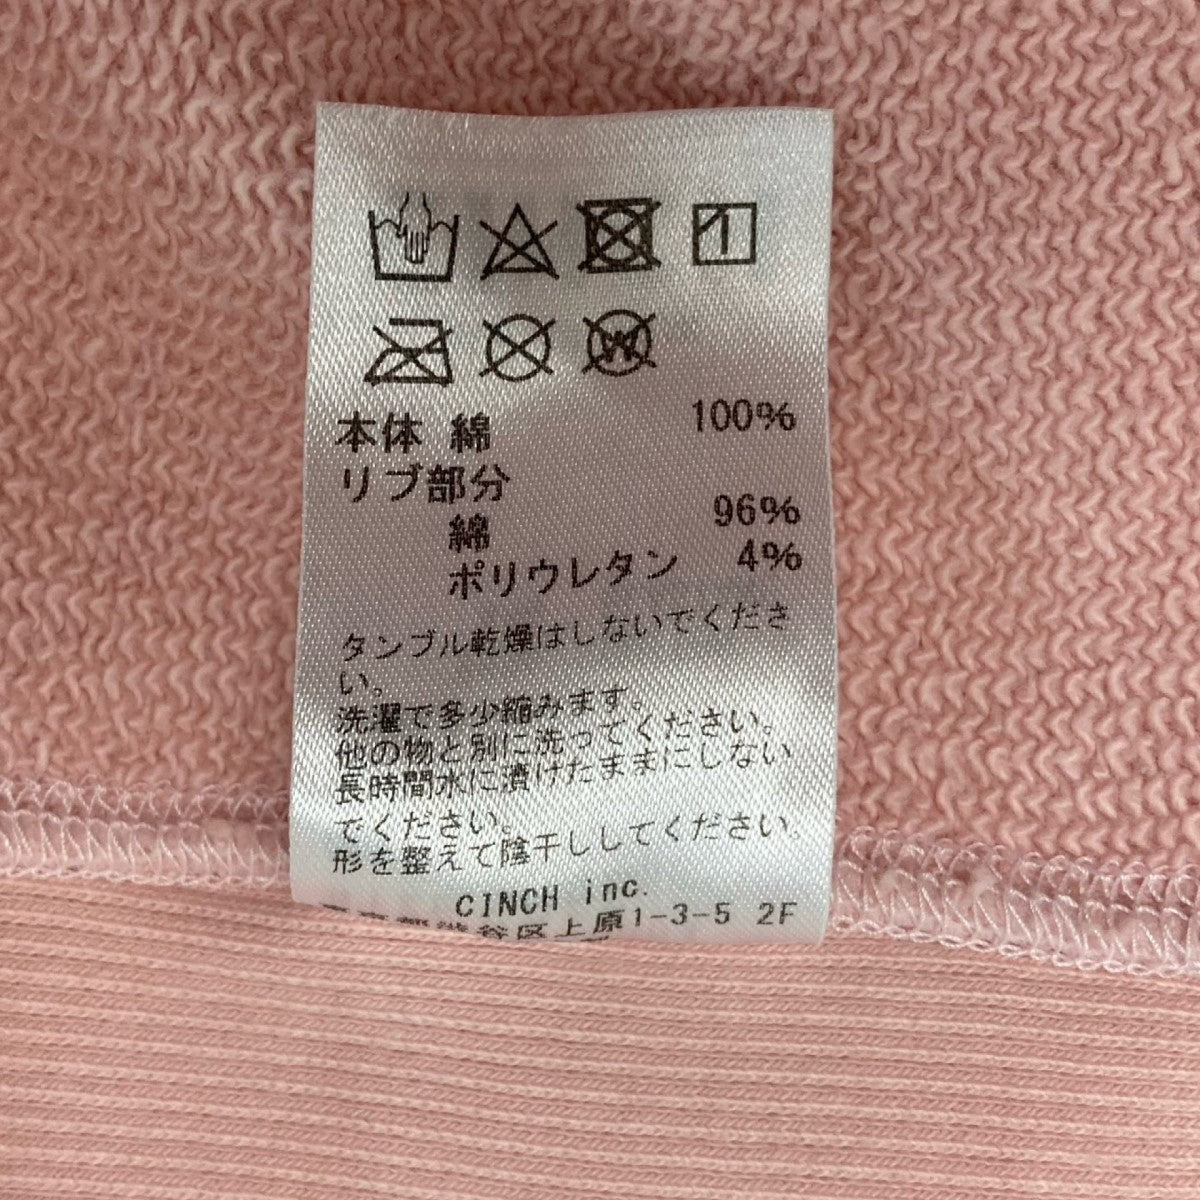 本体 綿 100%
リブ部分
綿 96%
ポリウレタン 4%
タンブル乾燥はしないでくださ
い。
洗濯で多少縮みます。
他の物と別に洗ってください。
長時間水に漬けたままにしない
でください。
形を整えて陰干ししてください。
CINCH inc.
東京都渋谷区上原1-3-5 2F